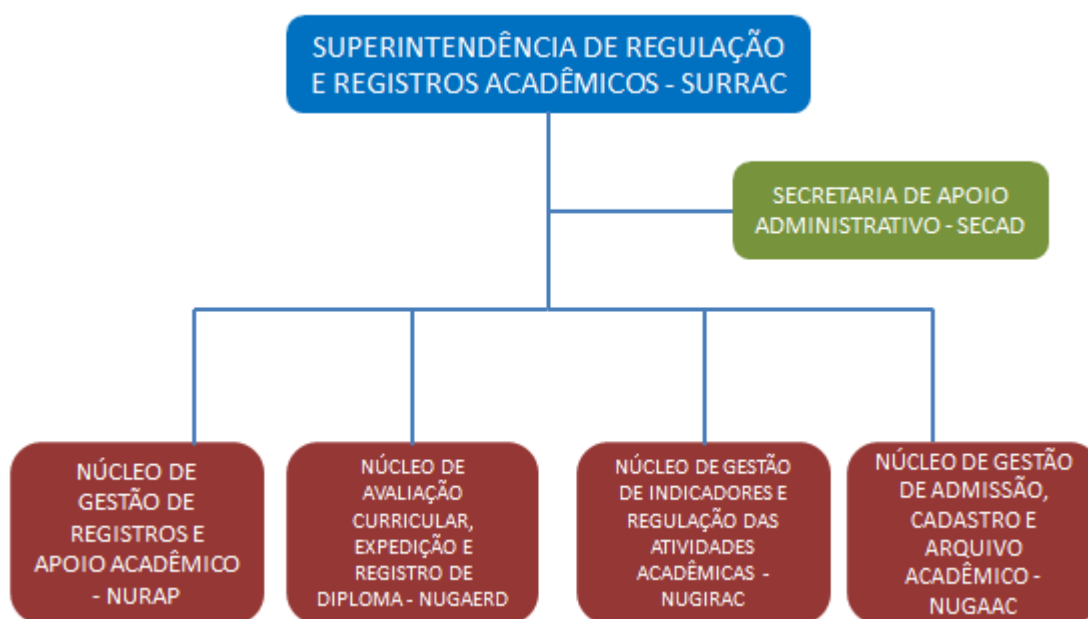 SUPERINTENDÊNCIA DE REGULAÇÃO
E REGISTROS ACADÊMICOS - SURRAC
SECRETARIA DE APOIO
ADMINISTRATIVO - SECAD
NÚCLEO DE
GESTÃO DE
REGISTROS E
APOIO ACADÊMICO
- NURAP
NÚCLEO DE
AVALIAÇÃO
CURRICULAR,
EXPEDIÇÃO E
REGISTRO DE
DIPLOMA - NUGAERD
NÚCLEO DE GESTÃO
DE INDICADORES E
REGULAÇÃO DAS
ATIVIDADES
ACADÊMICAS -
NUGIRAC
NÚCLEO DE GESTÃO
DE ADMISSÃO,
CADASTRO E
ARQUIVO
ACADÊMICO -
NUGAAC